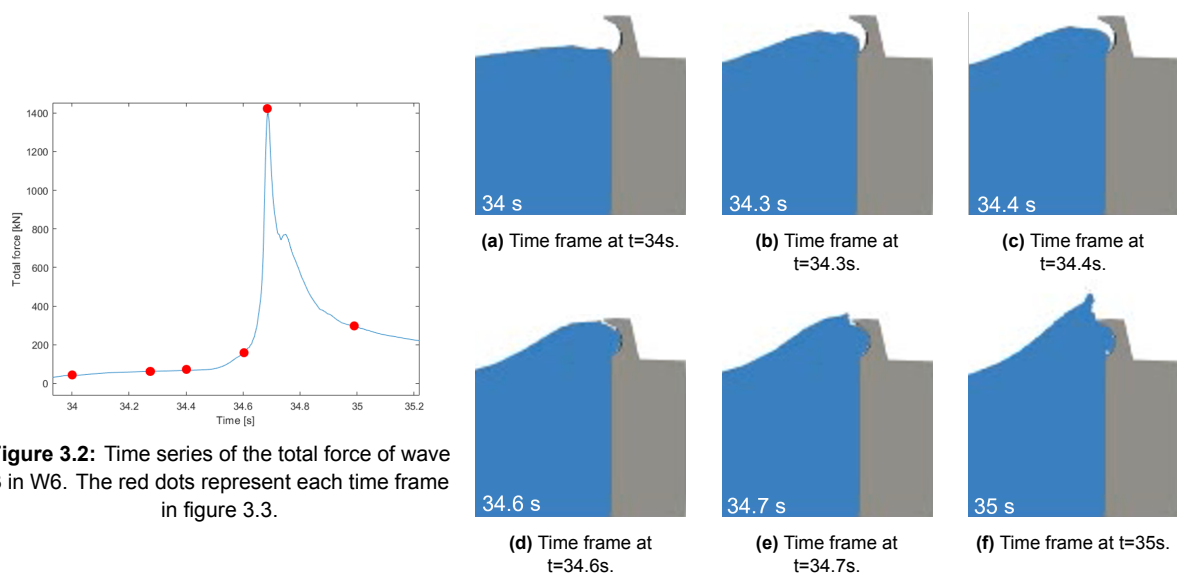 1400
1200
1000
800
600
400
200
0
Total force [kN]
34 34.2 34.4 34.6 34.8 35 35.2
Time [s]
igure 3.2: Time series of the total force of wave
in W6. The red dots represent each time frame
in figure 3.3.
34 s
34.3 s
34.4 s
(a) Time frame at t=34s.
(b) Time frame at
t=34.3s.
(c) Time frame at
t=34.4s.
34.6 s
34.7 s
35 s
(d) Time frame at
t=34.6s.
(e) Time frame at
t=34.7s.
(f) Time frame at t=35s.